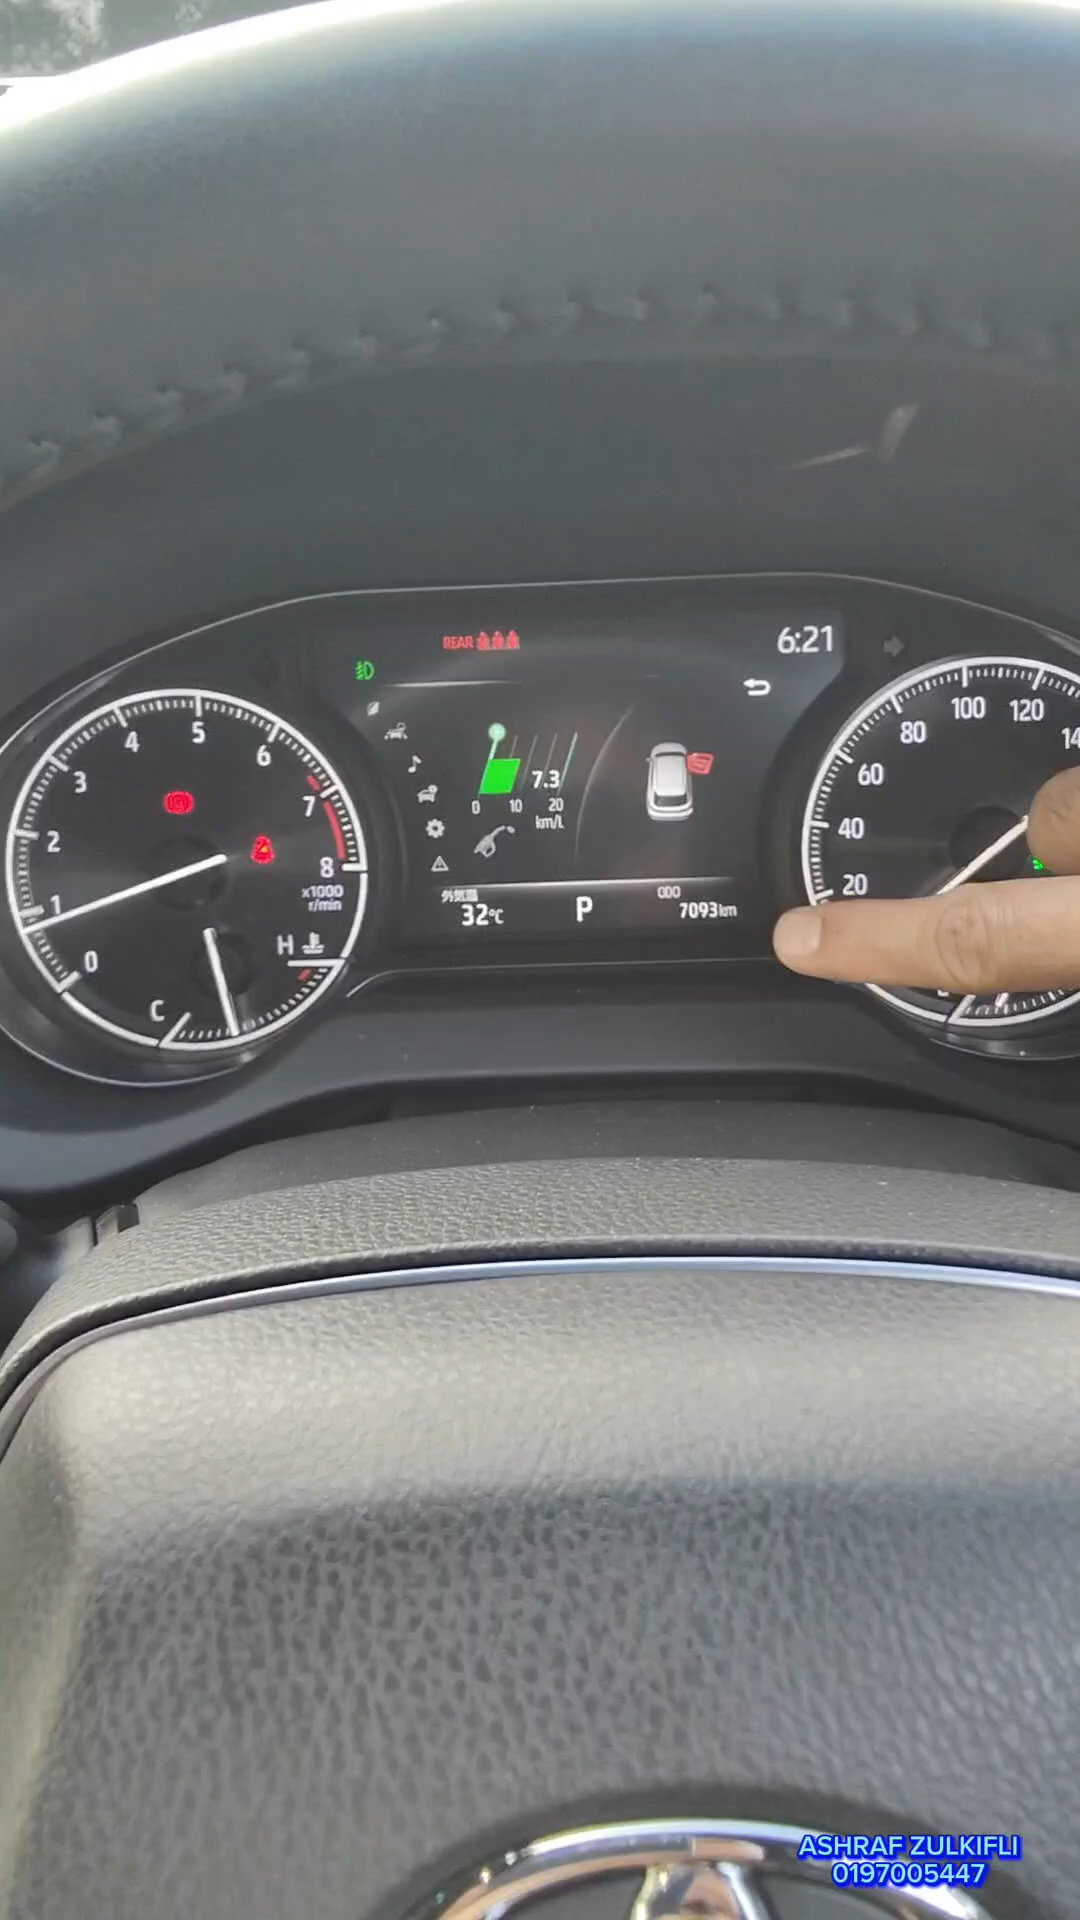 REAR
6:21
0
1
2
3
4
5
6
7
8
x1000
r/min
H
C
7.3
0 10 20
km/L
外気温
32°C
P
ODO
7093km
20
40
60
80
100
120
ASHRAF ZULKIFLI
0197005447